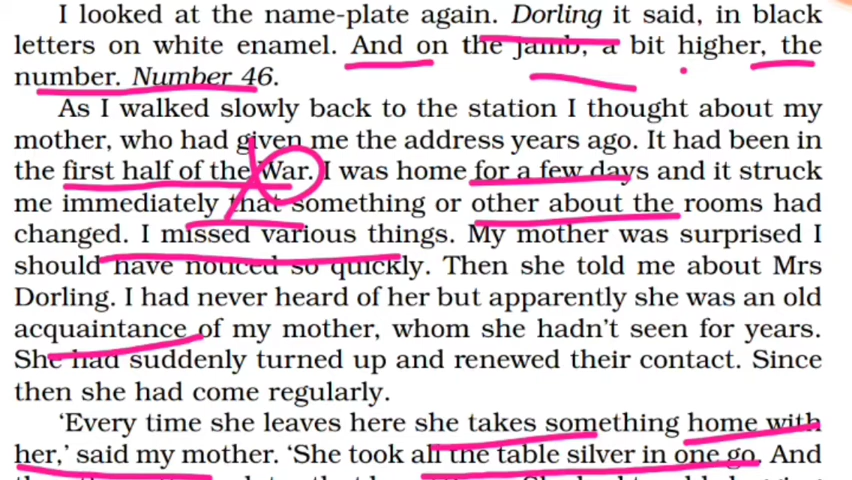 I looked at the name-plate again. Dorling it said, in black
letters on white enamel. And on the jamb, a bit higher, the
number. Number 46.
As I walked slowly back to the station I thought about my
mother, who had given me the address years ago. It had been in
the first half of the War. I was home for a few days and it struck
me immediately that something or other about the rooms had
changed. I missed various things. My mother was surprised I
should have noticed so quickly. Then she told me about Mrs
Dorling. I had never heard of her but apparently she was an old
acquaintance of my mother, whom she hadn't seen for years.
She had suddenly turned up and renewed their contact. Since
then she had come regularly.
'Every time she leaves here she takes something home with
her,' said my mother. 'She took all the table silver in one go. And